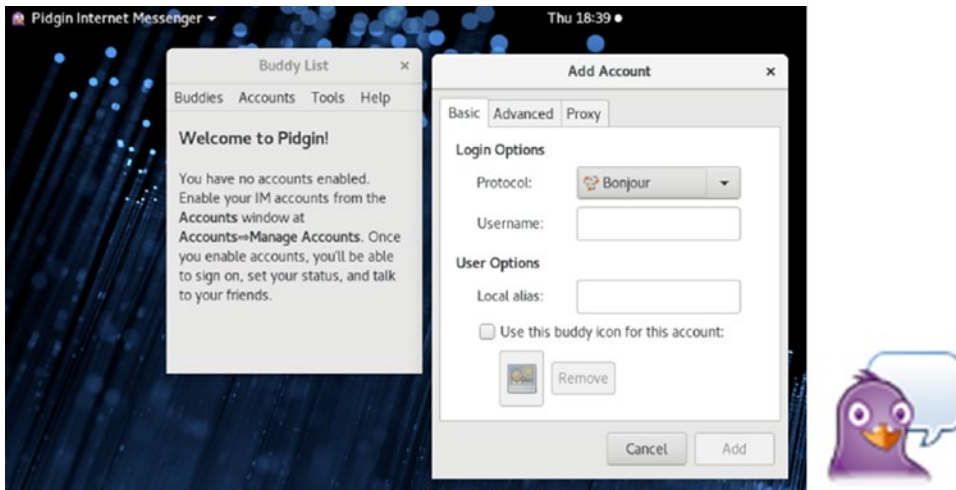 Pidgin Internet Messenger
Thu 18:39
Buddy List
Buddies Accounts Tools Help
Welcome to Pidgin!
You have no accounts enabled.
Enable your IM accounts from the
Accounts window at
Accounts⇒Manage Accounts. Once
you enable accounts, you'll be able
to sign on, set your status, and talk
to your friends.
Add Account
Basic Advanced Proxy
Login Options
Protocol: Bonjour
Username:
User Options
Local alias:
Use this buddy icon for this account:
Remove
Cancel Add